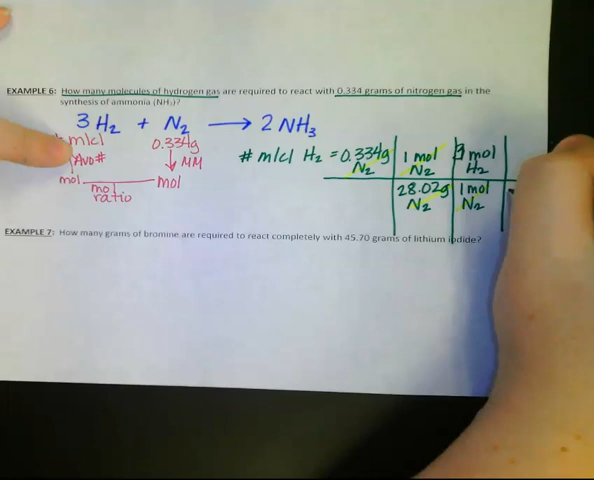 EXAMPLE 6: How many molecules of hydrogen gas are required to react with 0.334 grams of nitrogen gas in the
synthesis of ammonia (NH₃)?
3 H₂ + N₂ → 2 NH₃
mlcl 0.334g
Avo# ↓ MM
mol mol
mol
ratio
# mlcl H₂ = 0.334g N₂ | 1 mol N₂ | 3 mol H₂
28.02g N₂ | 1 mol N₂
EXAMPLE 7: How many grams of bromine are required to react completely with 45.70 grams of lithium iodide?